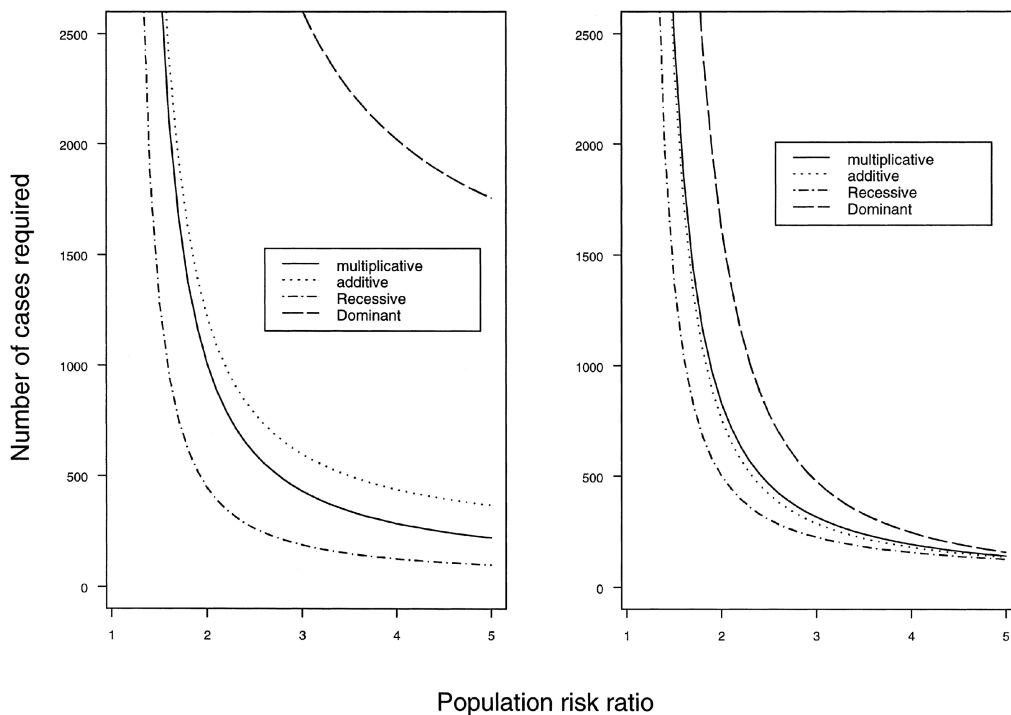 Number of cases required
2500
2000
1500
1000
500
0
multiplicative
additive
Recessive
Dominant
1
2
3
4
5
2500
2000
1500
1000
500
0
multiplicative
additive
Recessive
Dominant
1
2
3
4
5
Population risk ratio